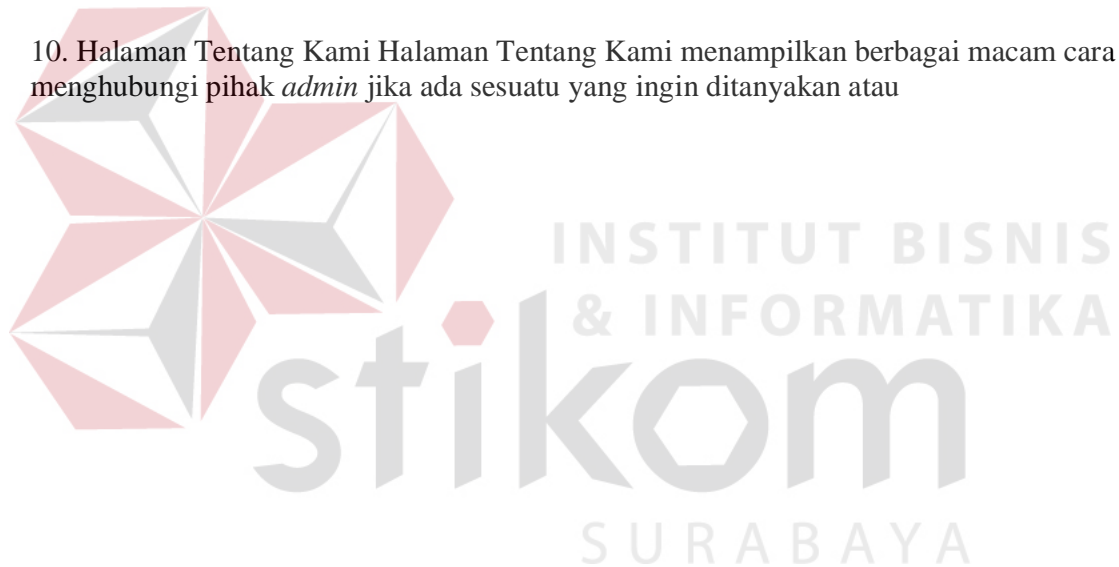 10. Halaman Tentang Kami Halaman Tentang Kami menampilkan berbagai macam cara
menghubungi pihak admin jika ada sesuatu yang ingin ditanyakan atau
INSTITUT BISNIS
& INFORMATIKA
stikom
SURABAYA